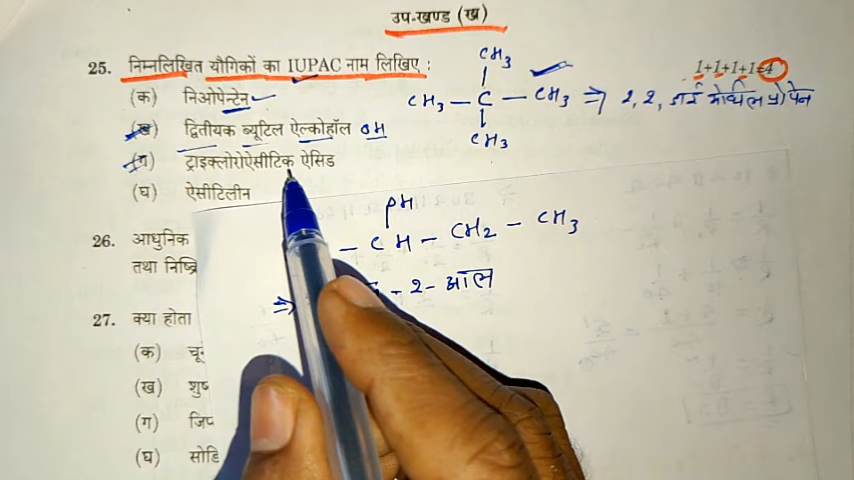 उप-खण्ड (ख)
25. निम्नलिखित यौगिकों का IUPAC नाम लिखिए : 1+1+1+1=4
(क) निओपेन्टेन
CH3
CH3 — C — CH3 ⇒ 2, 2, डाई मेथिल प्रोपेन
CH3
(ख) द्वितीयक ब्यूटिल ऐल्कोहॉल OH
(ग) ट्राइक्लोरोऐसीटिक ऐसिड
(घ) ऐसीटिलीन
OH
— CH — CH2 — CH3
⇒ - 2 - ऑल
26. आधुनिक
तथा
27. क्या होता
(क)
(ख)
(ग)
(घ)